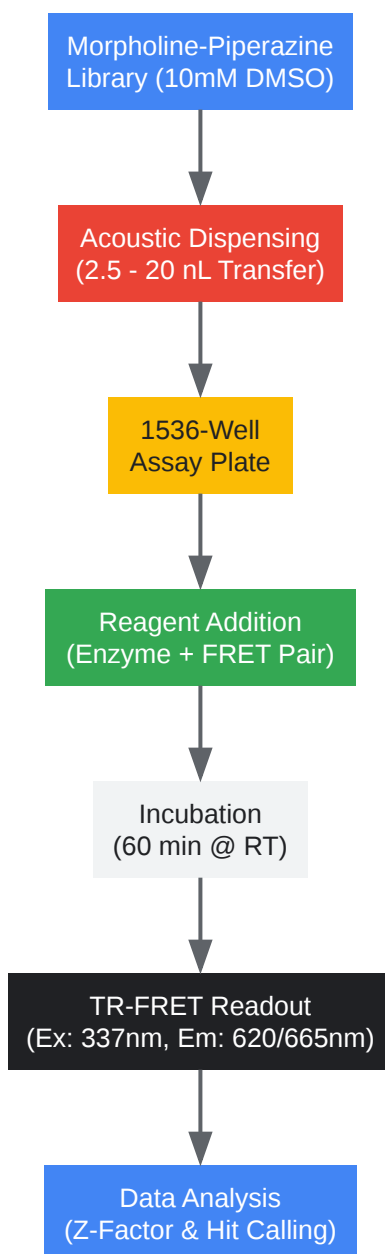 Morpholine-Piperazine
Library (10mM DMSO)
Acoustic Dispensing
(2.5 - 20 nL Transfer)
1536-Well
Assay Plate
Reagent Addition
(Enzyme + FRET Pair)
Incubation
(60 min @ RT)
TR-FRET Readout
(Ex: 337nm, Em: 620/665nm)
Data Analysis
(Z-Factor & Hit Calling)